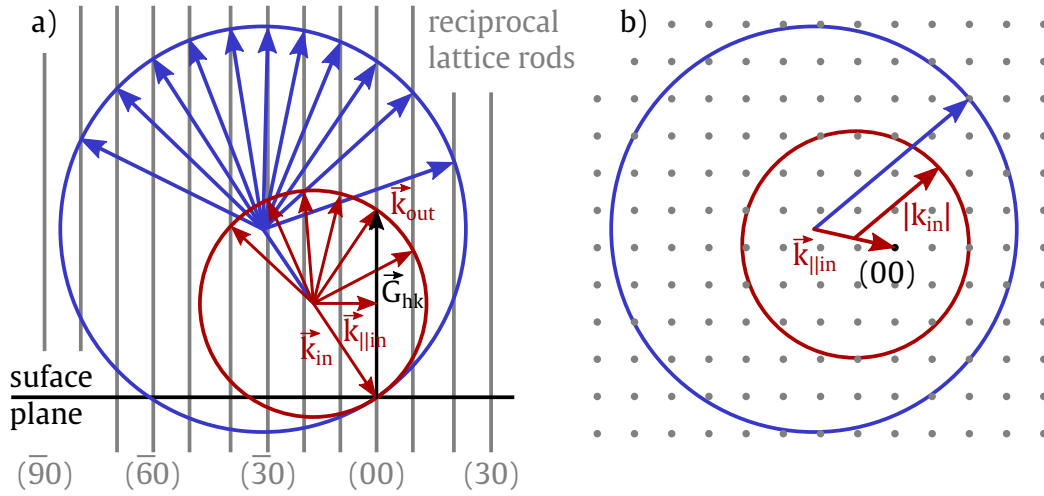 a)
reciprocal
lattice rods
k⃗out
G⃗hk
k⃗||in
k⃗in
suface
plane
(9̅0) (6̅0) (3̅0) (00) (30)
b)
|kin|
k⃗||in
(00)